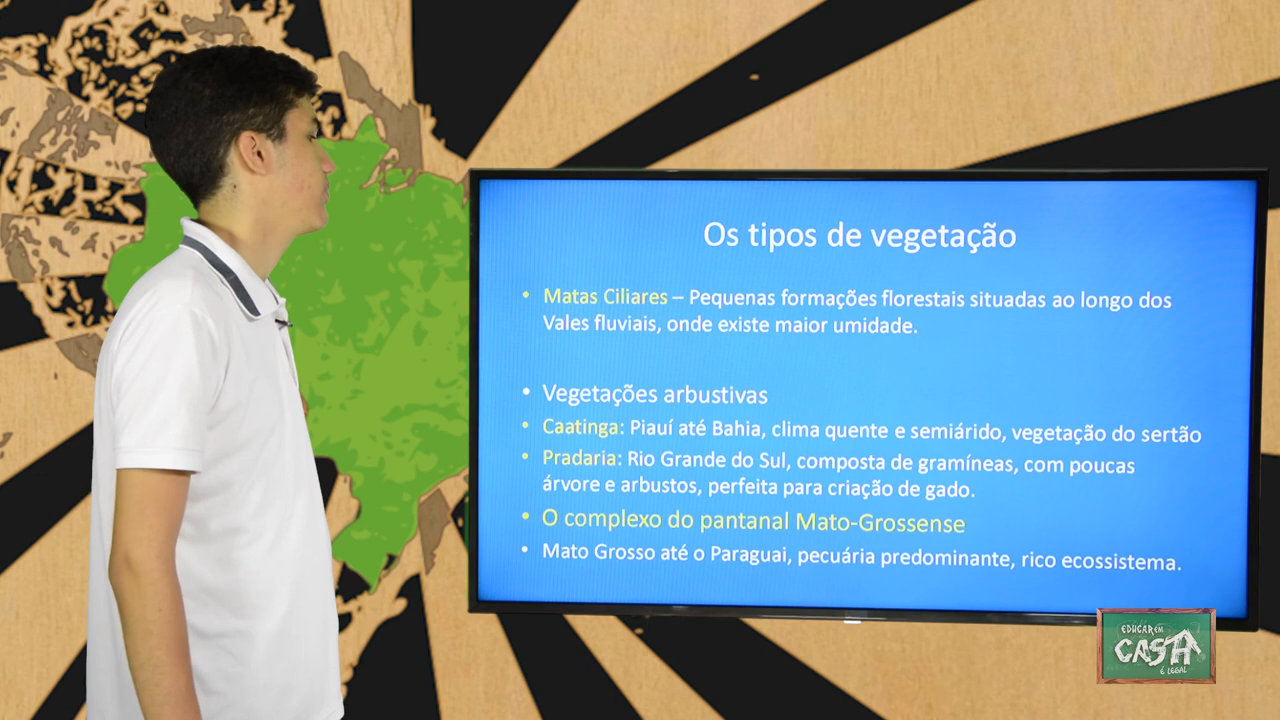 Os tipos de vegetação
• Matas Ciliares – Pequenas formações florestais situadas ao longo dos
Vales fluviais, onde existe maior umidade.
• Vegetações arbustivas
• Caatinga: Piauí até Bahia, clima quente e semiárido, vegetação do sertão
• Pradaria: Rio Grande do Sul, composta de gramíneas, com poucas
árvore e arbustos, perfeita para criação de gado.
• O complexo do pantanal Mato-Grossense
• Mato Grosso até o Paraguai, pecuária predominante, rico ecossistema.
EDUCAR EM
CASA
É LEGAL